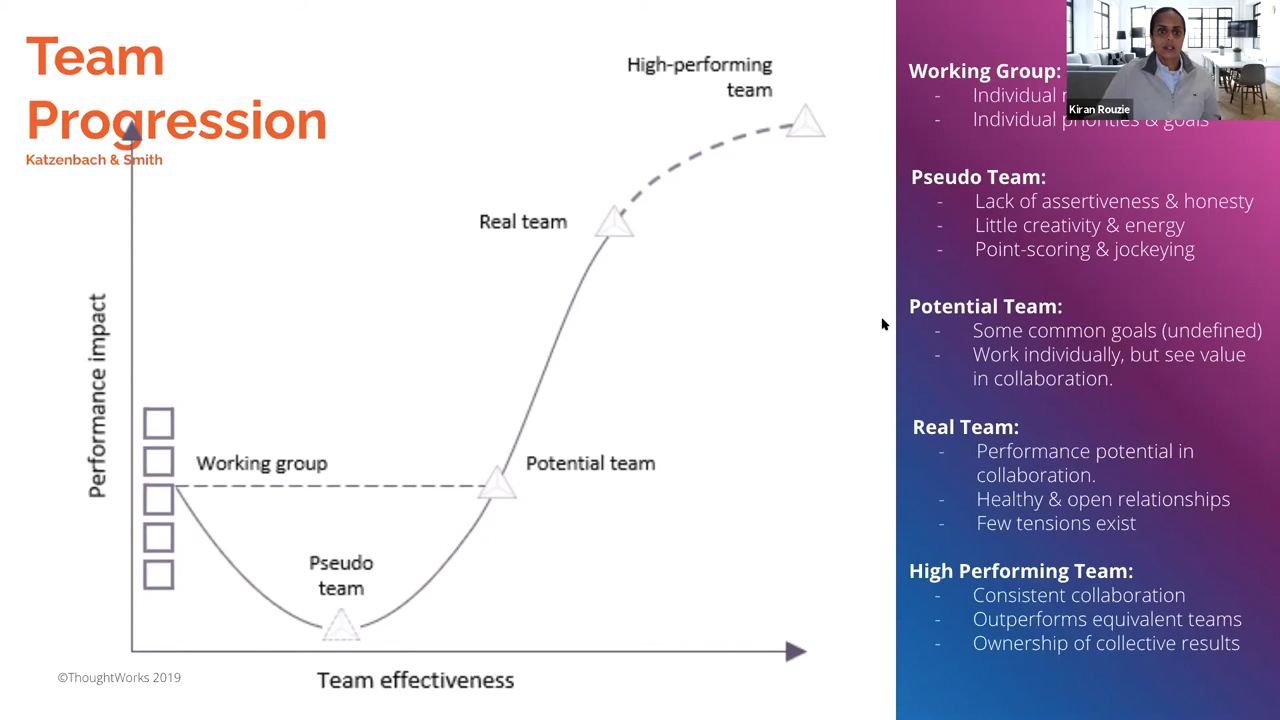 Team
Progression
Katzenbach & Smith
High-performing
team
Real team
Performance impact
Working group
Potential team
Pseudo
team
Team effectiveness
©ThoughtWorks 2019
Kiran Rouzie
Working Group:
- Individual
- Individual priorities & goals
Pseudo Team:
- Lack of assertiveness & honesty
- Little creativity & energy
- Point-scoring & jockeying
Potential Team:
- Some common goals (undefined)
- Work individually, but see value
in collaboration.
Real Team:
- Performance potential in
collaboration.
- Healthy & open relationships
- Few tensions exist
High Performing Team:
- Consistent collaboration
- Outperforms equivalent teams
- Ownership of collective results